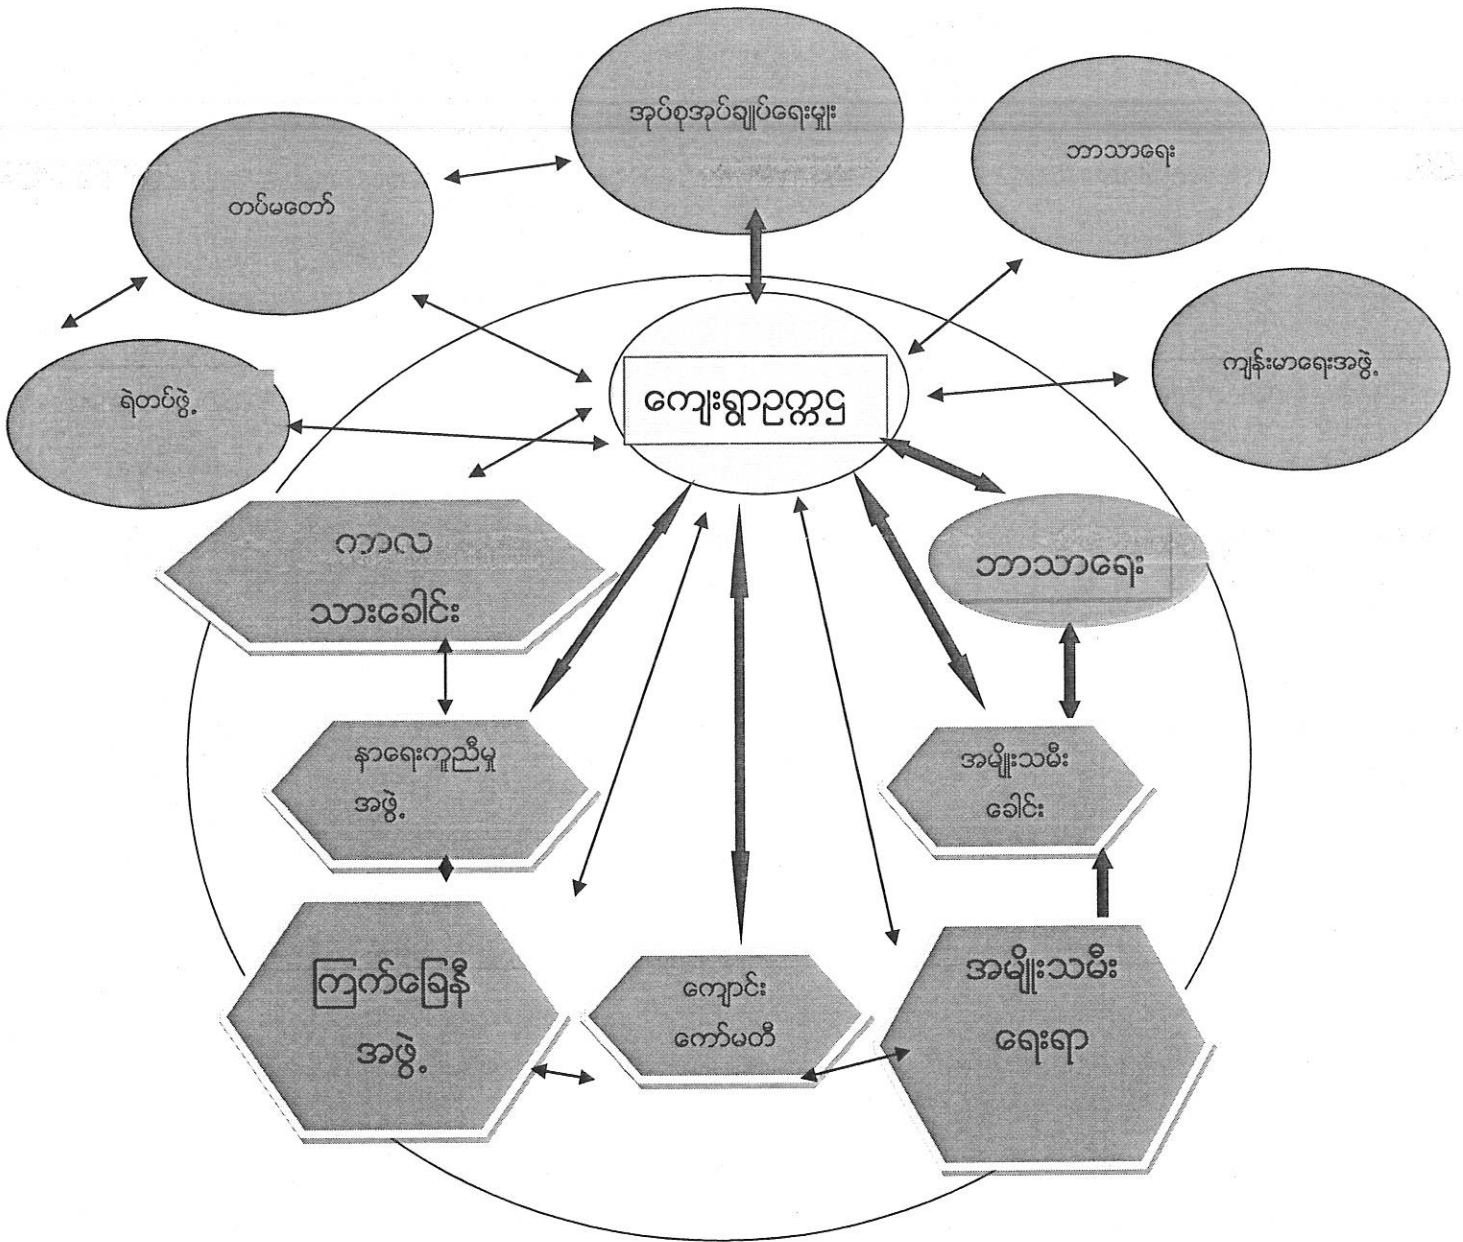 အုပ်စုအုပ်ချုပ်ရေးမှူး
ဘာသာရေး
တပ်မတော်
ကျန်းမာရေးအဖွဲ့
ရဲတပ်ဖွဲ့
ကျေးရွာဥက္ကဌ
ကာလ
သားခေါင်း
ဘာသာရေး
နာရေးကူညီမှု
အဖွဲ့
အမျိုးသမီး
ခေါင်း
ကြက်ခြေနီ
အဖွဲ့
ကျောင်း
ကော်မတီ
အမျိုးသမီး
ရေးရာ